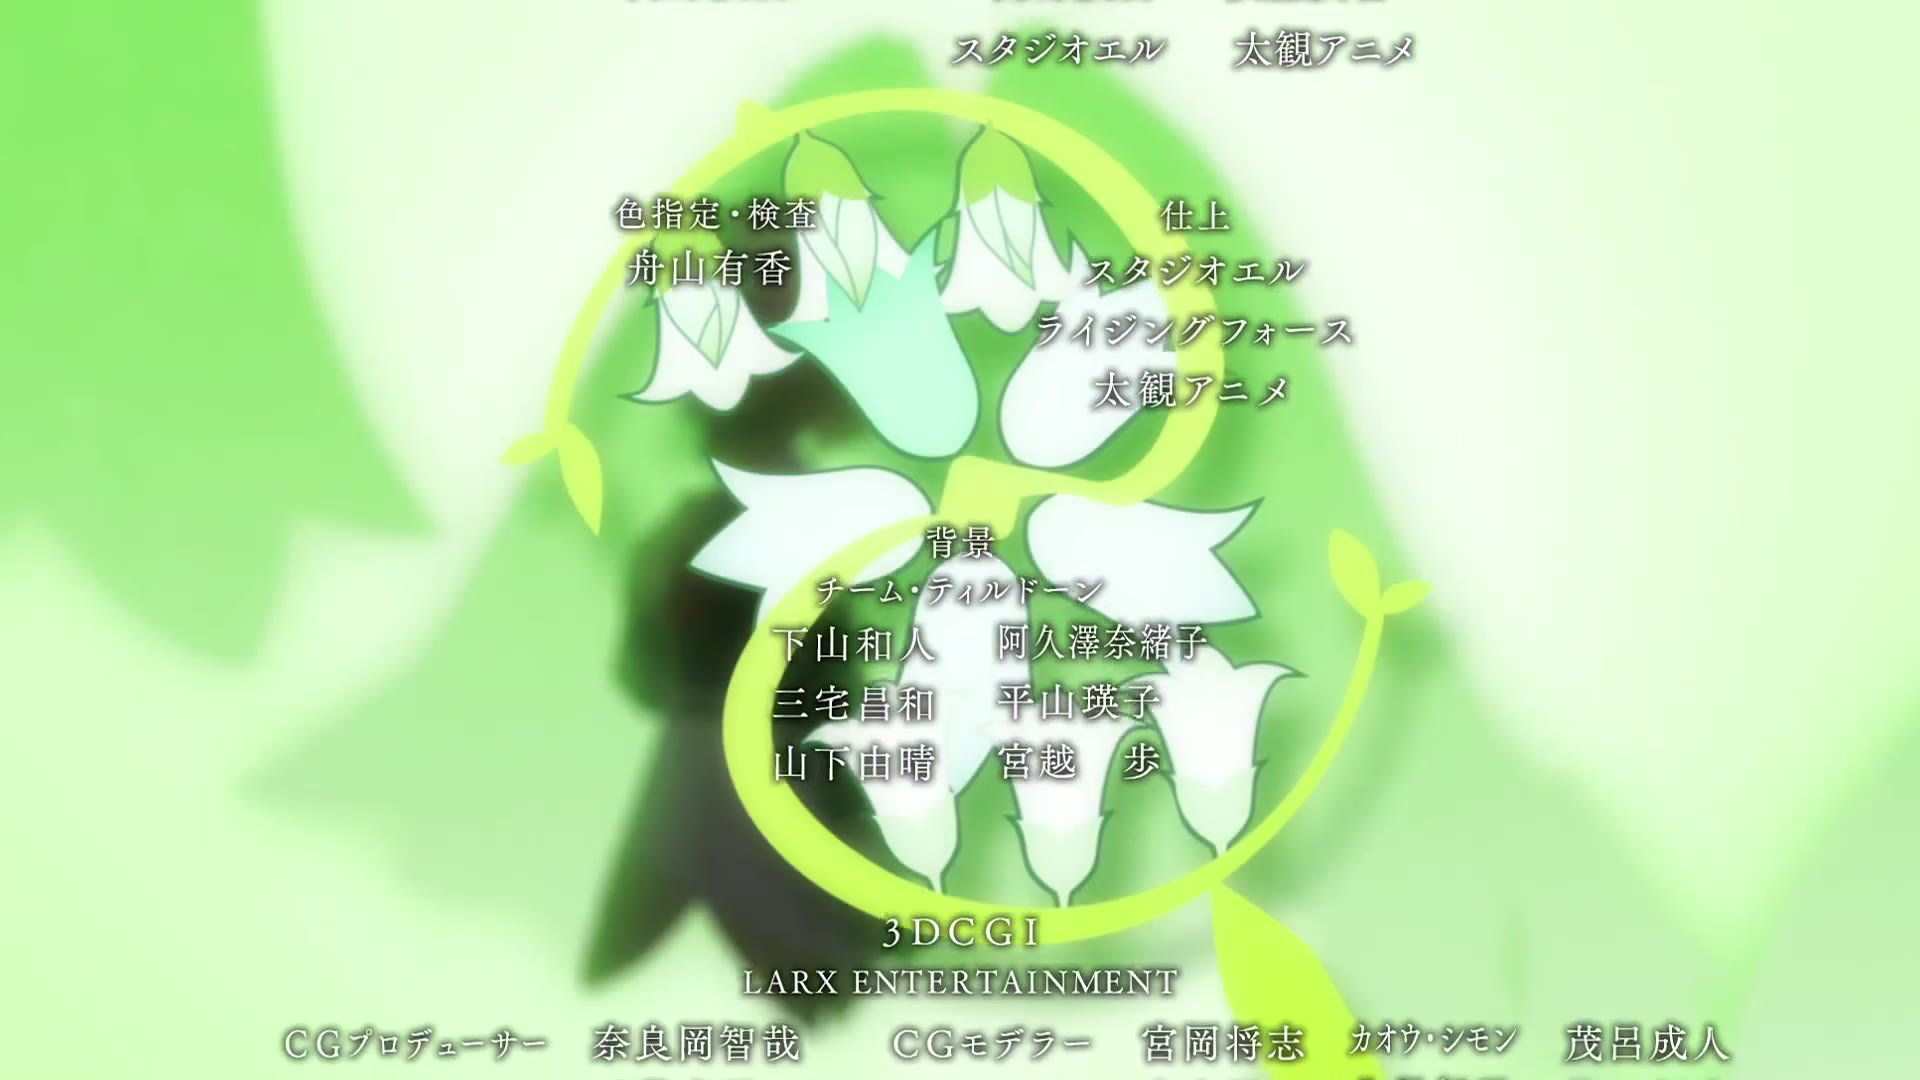 スタジオエル　太観アニメ
色指定・検査
舟山有香
仕上
スタジオエル
ライジングフォース
太観アニメ
背景
チーム・ティルドーン
下山和人　阿久澤奈緒子
三宅昌和　平山瑛子
山下由晴　宮越　歩
3DCGI
LARX ENTERTAINMENT
CGプロデューサー　奈良岡智哉　CGモデラー　宮岡将志　カオウ・シモン　茂呂成人